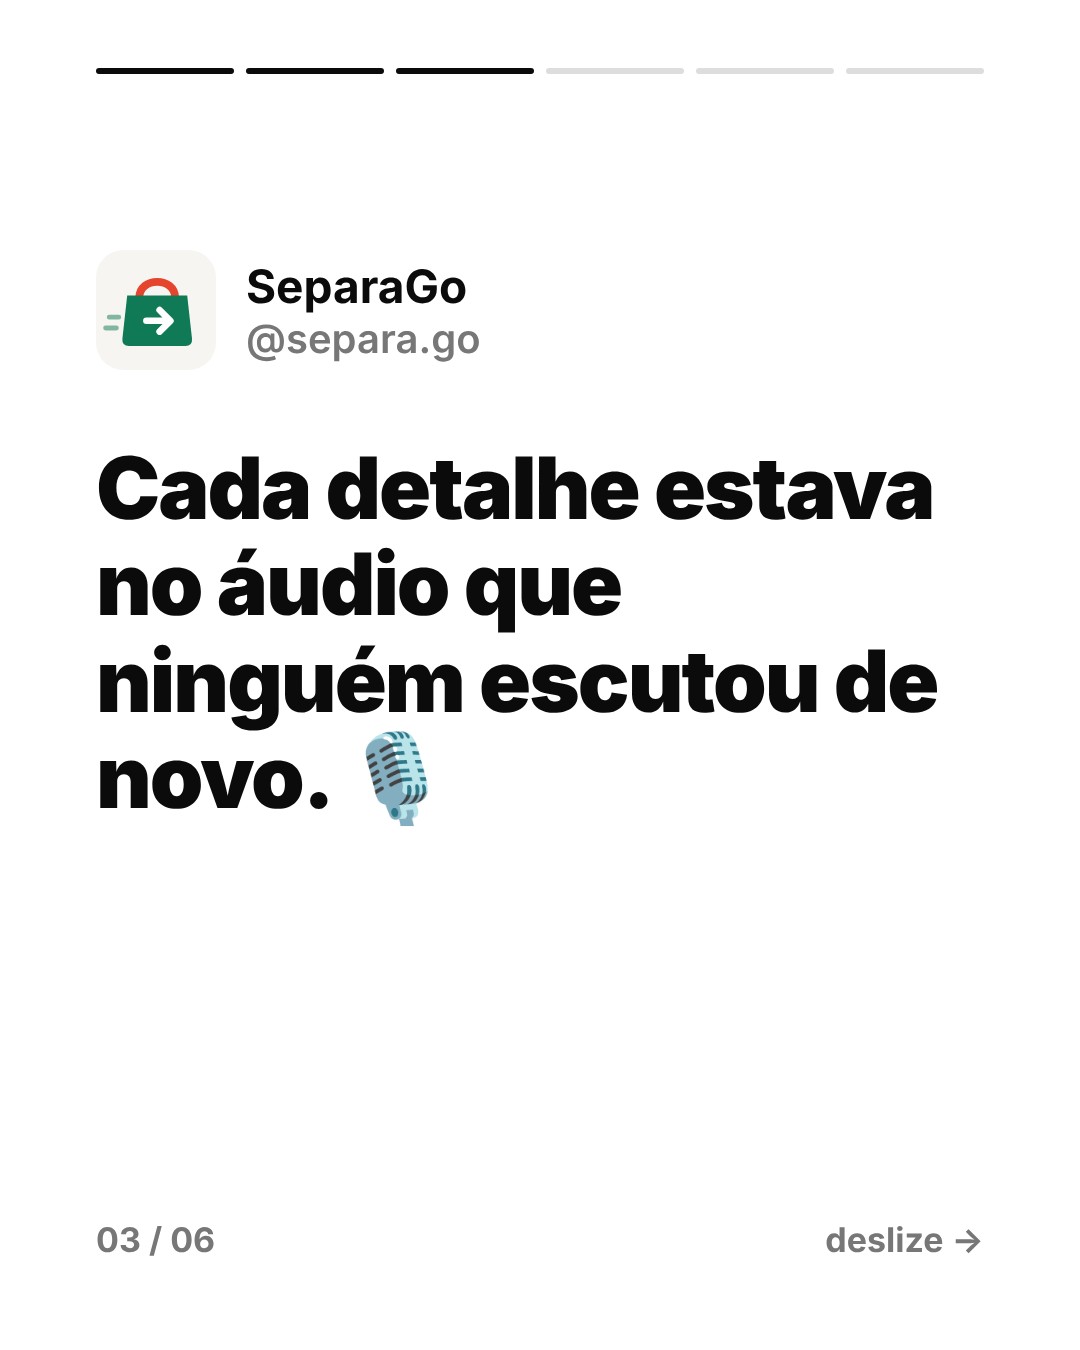 SeparaGo
@separa.go
Cada detalhe estava
no áudio que
ninguém escutou de
novo. 🎙️
03 / 06
deslize →